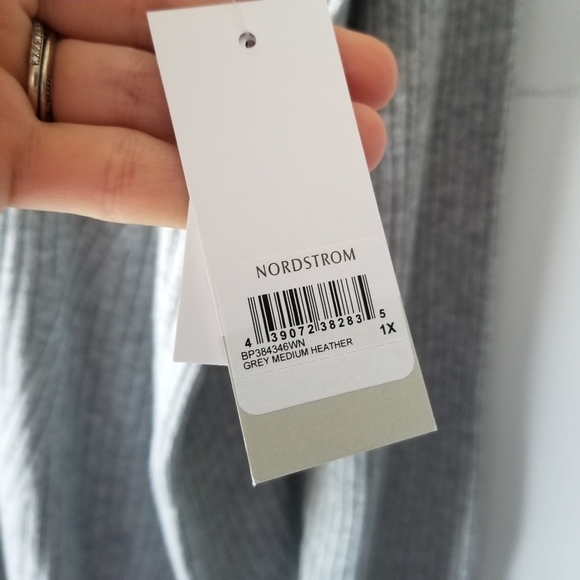 NORDSTROM
4 39072 38283 5
BP384346WN 1X
GREY MEDIUM HEATHER